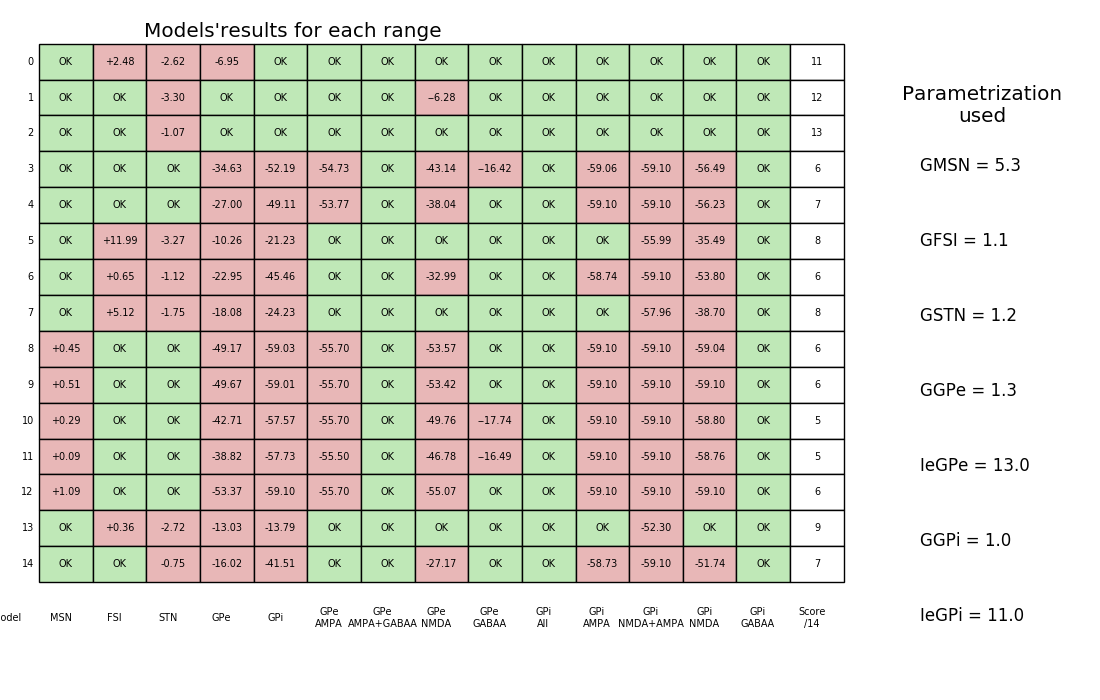 Models'results for each range
0 OK +2.48 -2.62 -6.95 OK OK OK OK OK OK OK OK OK OK 11
1 OK OK -3.30 OK OK OK OK --6.28 OK OK OK OK OK OK 12
2 OK OK -1.07 OK OK OK OK OK OK OK OK OK OK OK 13
3 OK OK OK -34.63 -52.19 -54.73 OK -43.14 --16.42 OK -59.06 -59.10 -56.49 OK 6
4 OK OK OK -27.00 -49.11 -53.77 OK -38.04 OK OK -59.10 -59.10 -56.23 OK 7
5 OK +11.99 -3.27 -10.26 -21.23 OK OK OK OK OK OK -55.99 -35.49 OK 8
6 OK +0.65 -1.12 -22.95 -45.46 OK OK -32.99 OK OK -58.74 -59.10 -53.80 OK 6
7 OK +5.12 -1.75 -18.08 -24.23 OK OK OK OK OK OK -57.96 -38.70 OK 8
8 +0.45 OK OK -49.17 -59.03 -55.70 OK -53.57 OK OK -59.10 -59.10 -59.04 OK 6
9 +0.51 OK OK -49.67 -59.01 -55.70 OK -53.42 OK OK -59.10 -59.10 -59.10 OK 6
10 +0.29 OK OK -42.71 -57.57 -55.70 OK -49.76 --17.74 OK -59.10 -59.10 -58.80 OK 5
11 +0.09 OK OK -38.82 -57.73 -55.50 OK -46.78 --16.49 OK -59.10 -59.10 -58.76 OK 5
12 +1.09 OK OK -53.37 -59.10 -55.70 OK -55.07 OK OK -59.10 -59.10 -59.10 OK 6
13 OK +0.36 -2.72 -13.03 -13.79 OK OK OK OK OK OK -52.30 OK OK 9
14 OK OK -0.75 -16.02 -41.51 OK OK -27.17 OK OK -58.73 -59.10 -51.74 OK 7
GPe GPe GPe GPe GPi GPi GPi GPi GPi Score
odel MSN FSI STN GPe GPi
AMPA AMPA+GABAA NMDA GABAA All AMPA NMDA+AMPA NMDA GABAA /14
Parametrization
used
GMSN = 5.3
GFSI = 1.1
GSTN = 1.2
GGPe = 1.3
IeGPe = 13.0
GGPi = 1.0
IeGPi = 11.0